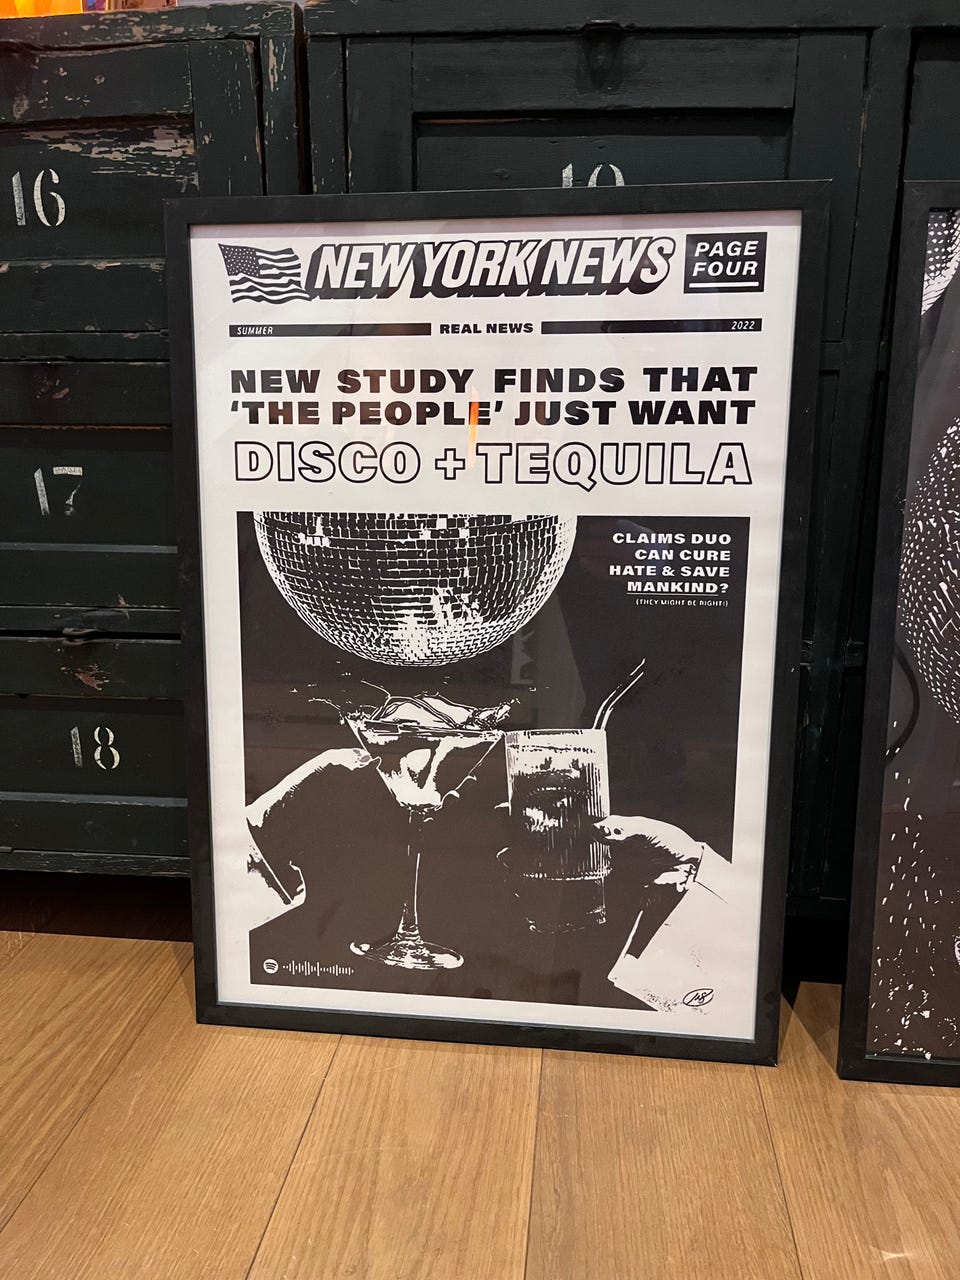 16
19
17
18
NEW YORK NEWS
PAGE
FOUR
SUMMER
REAL NEWS
2022
NEW STUDY FINDS THAT
‘THE PEOPLE’ JUST WANT
DISCO + TEQUILA
CLAIMS DUO
CAN CURE
HATE & SAVE
MANKIND?
(THEY MIGHT BE RIGHT!)